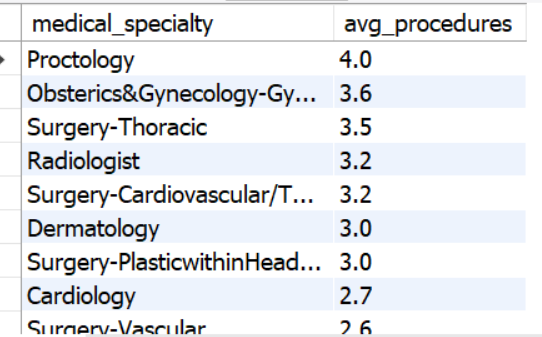 medical_specialty avg_procedures
Proctology 4.0
Obsterics&Gynecology-Gy... 3.6
Surgery-Thoracic 3.5
Radiologist 3.2
Surgery-Cardiovascular/T... 3.2
Dermatology 3.0
Surgery-PlasticwithinHead... 3.0
Cardiology 2.7
Surgery-Vascular 2.6